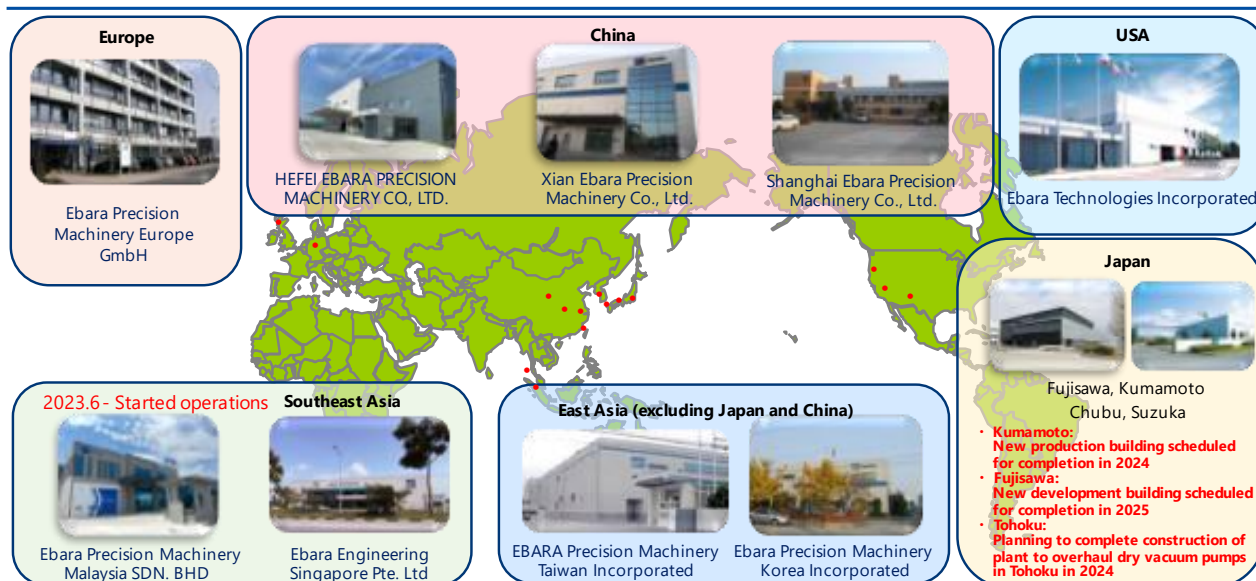 Europe
Ebara Precision
Machinery Europe
GmbH
China
HEFEI EBARA PRECISION
MACHINERY CO, LTD.
Xian Ebara Precision
Machinery Co., Ltd.
Shanghai Ebara Precision
Machinery Co., Ltd.
USA
Ebara Technologies Incorporated
Japan
Fujisawa, Kumamoto
Chubu, Suzuka
・ Kumamoto:
New production building scheduled
for completion in 2024
・ Fujisawa:
New development building scheduled
for completion in 2025
・ Tohoku:
Planning to complete construction of
plant to overhaul dry vacuum pumps
in Tohoku in 2024
2023.6 - Started operations
Southeast Asia
Ebara Precision Machinery
Malaysia SDN. BHD
Ebara Engineering
Singapore Pte. Ltd
East Asia (excluding Japan and China)
EBARA Precision Machinery
Taiwan Incorporated
Ebara Precision Machinery
Korea Incorporated